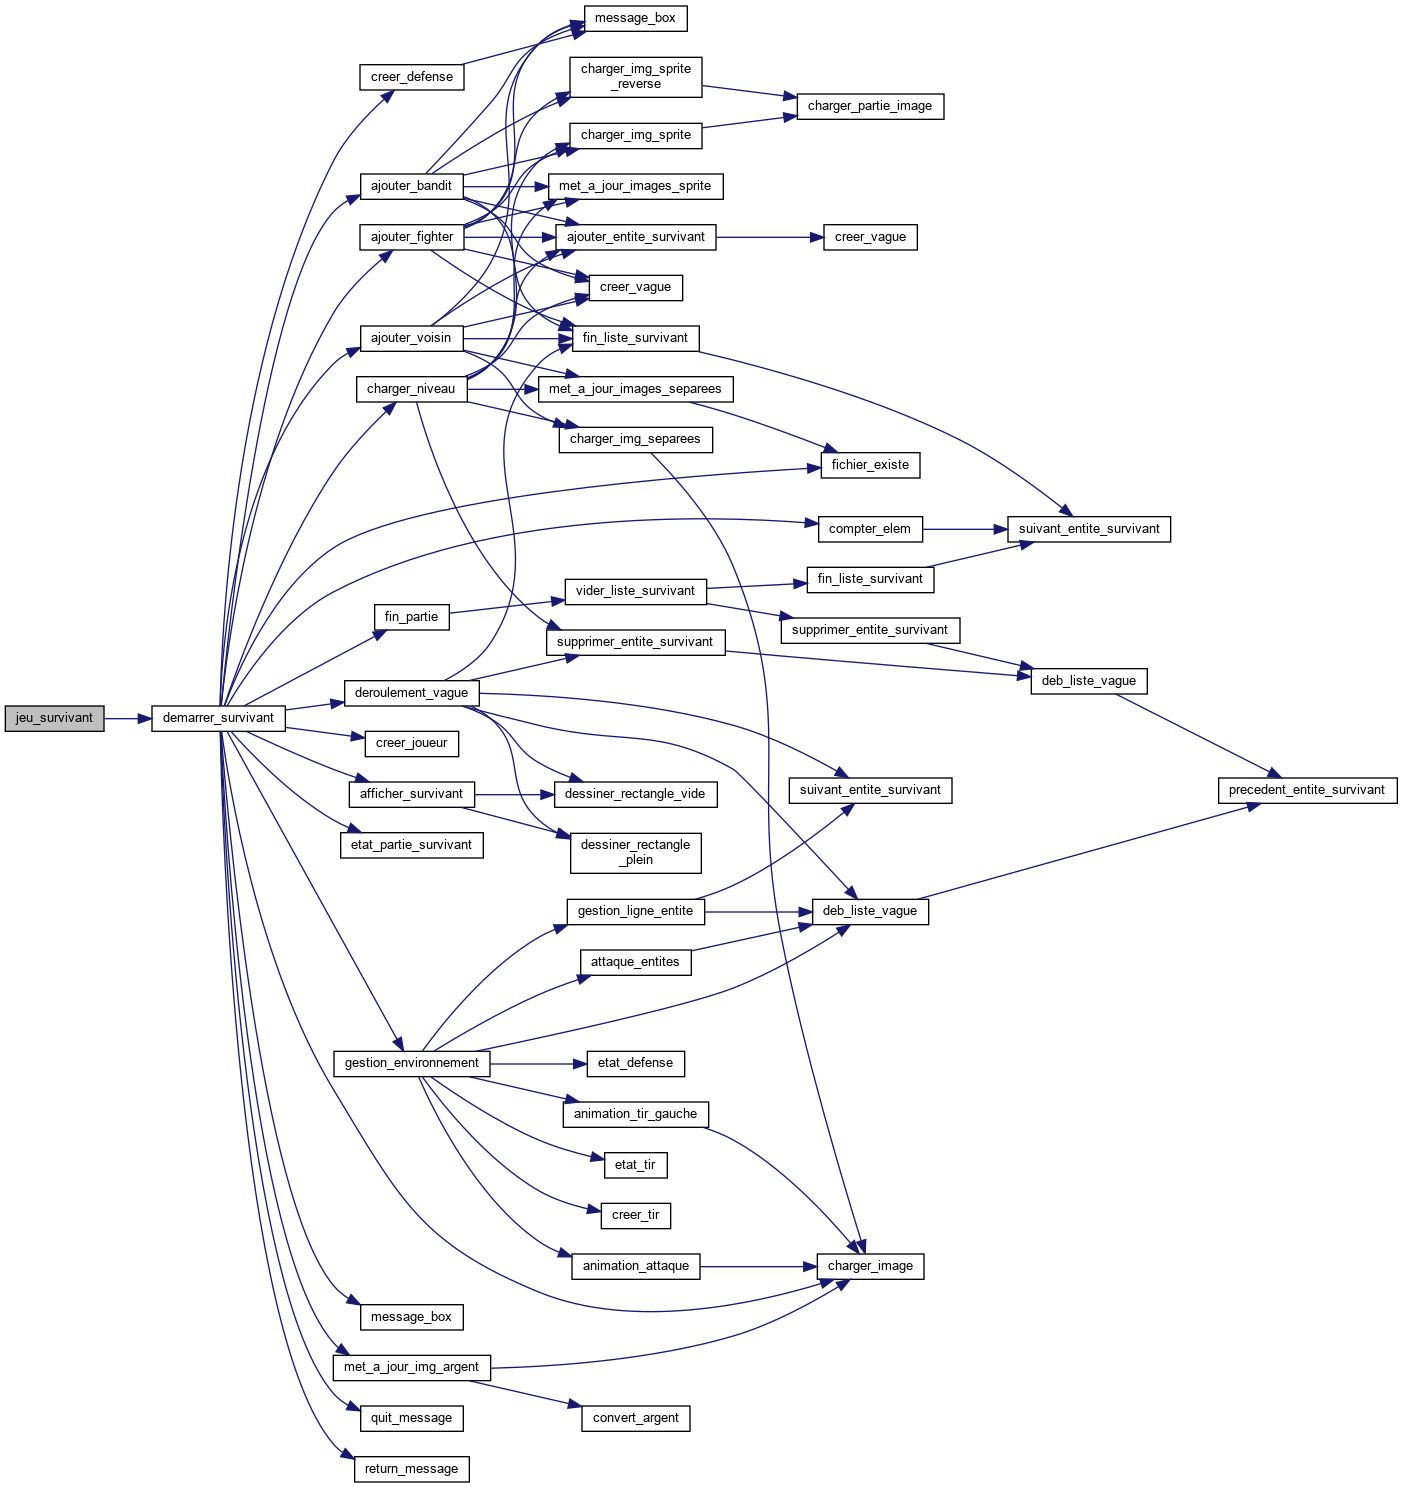 message_box
charger_img_sprite
_reverse
creer_defense
charger_partie_image
charger_img_sprite
ajouter_bandit
met_a_jour_images_sprite
ajouter_fighter
ajouter_entite_survivant
creer_vague
creer_vague
ajouter_voisin
fin_liste_survivant
charger_niveau
met_a_jour_images_separees
charger_img_separees
fichier_existe
compter_elem
suivant_entite_survivant
fin_liste_survivant
vider_liste_survivant
fin_partie
supprimer_entite_survivant
supprimer_entite_survivant
deb_liste_vague
deroulement_vague
jeu_survivant
demarrer_survivant
creer_joueur
afficher_survivant
dessiner_rectangle_vide
suivant_entite_survivant
precedent_entite_survivant
etat_partie_survivant
dessiner_rectangle
_plein
gestion_ligne_entite
deb_liste_vague
attaque_entites
gestion_environnement
etat_defense
animation_tir_gauche
etat_tir
creer_tir
animation_attaque
charger_image
message_box
met_a_jour_img_argent
quit_message
convert_argent
return_message